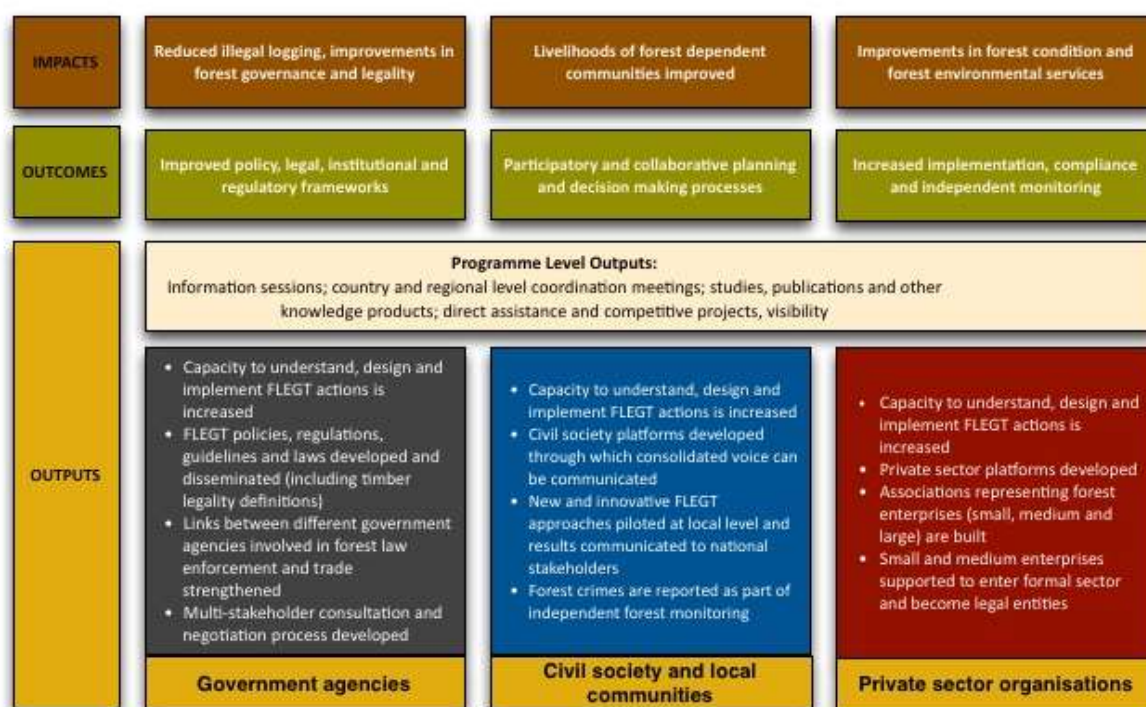 IMPACTS
Reduced illegal logging, improvements in
forest governance and legality
Livelihoods of forest dependent
communities improved
Improvements in forest condition and
forest environmental services
OUTCOMES
Improved policy, legal, institutional and
regulatory frameworks
Participatory and collaborative planning
and decision making processes
Increased implementation, compliance
and independent monitoring
OUTPUTS
Programme Level Outputs:
Information sessions; country and regional level coordination meetings; studies, publications and other
knowledge products; direct assistance and competitive projects, visibility
• Capacity to understand, design and
implement FLEGT actions is
increased
• FLEGT policies, regulations,
guidelines and laws developed and
disseminated (including timber
legality definitions)
• Links between different government
agencies involved in forest law
enforcement and trade
strengthened
• Multi-stakeholder consultation and
negotiation process developed
Government agencies
• Capacity to understand, design and
implement FLEGT actions is increased
• Civil society platforms developed
through which consolidated voice can
be communicated
• New and innovative FLEGT
approaches piloted at local level and
results communicated to national
stakeholders
• Forest crimes are reported as part of
independent forest monitoring
Civil society and local
communities
• Capacity to understand, design and
implement FLEGT actions is
increased
• Private sector platforms developed
• Associations representing forest
enterprises (small, medium and
large) are built
• Small and medium enterprises
supported to enter formal sector
and become legal entities
Private sector organisations